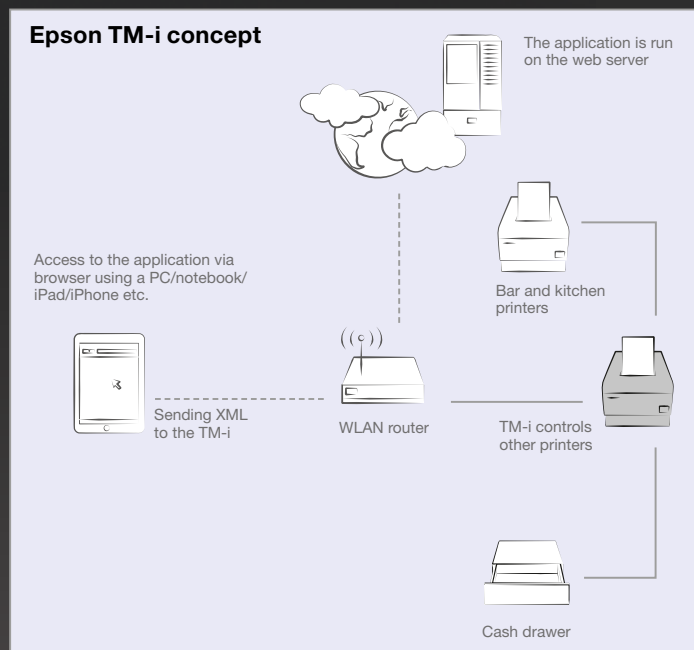 Epson TM-i concept
The application is run
on the web server
Access to the application via
browser using a PC/notebook/
iPad/iPhone etc.
Bar and kitchen
printers
Sending XML
to the TM-i
WLAN router
TM-i controls
other printers
Cash drawer